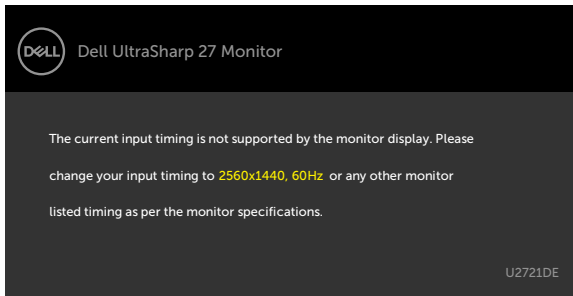 DELL Dell UltraSharp 27 Monitor
The current input timing is not supported by the monitor display. Please
change your input timing to 2560x1440, 60Hz or any other monitor
listed timing as per the monitor specifications.
U2721DE